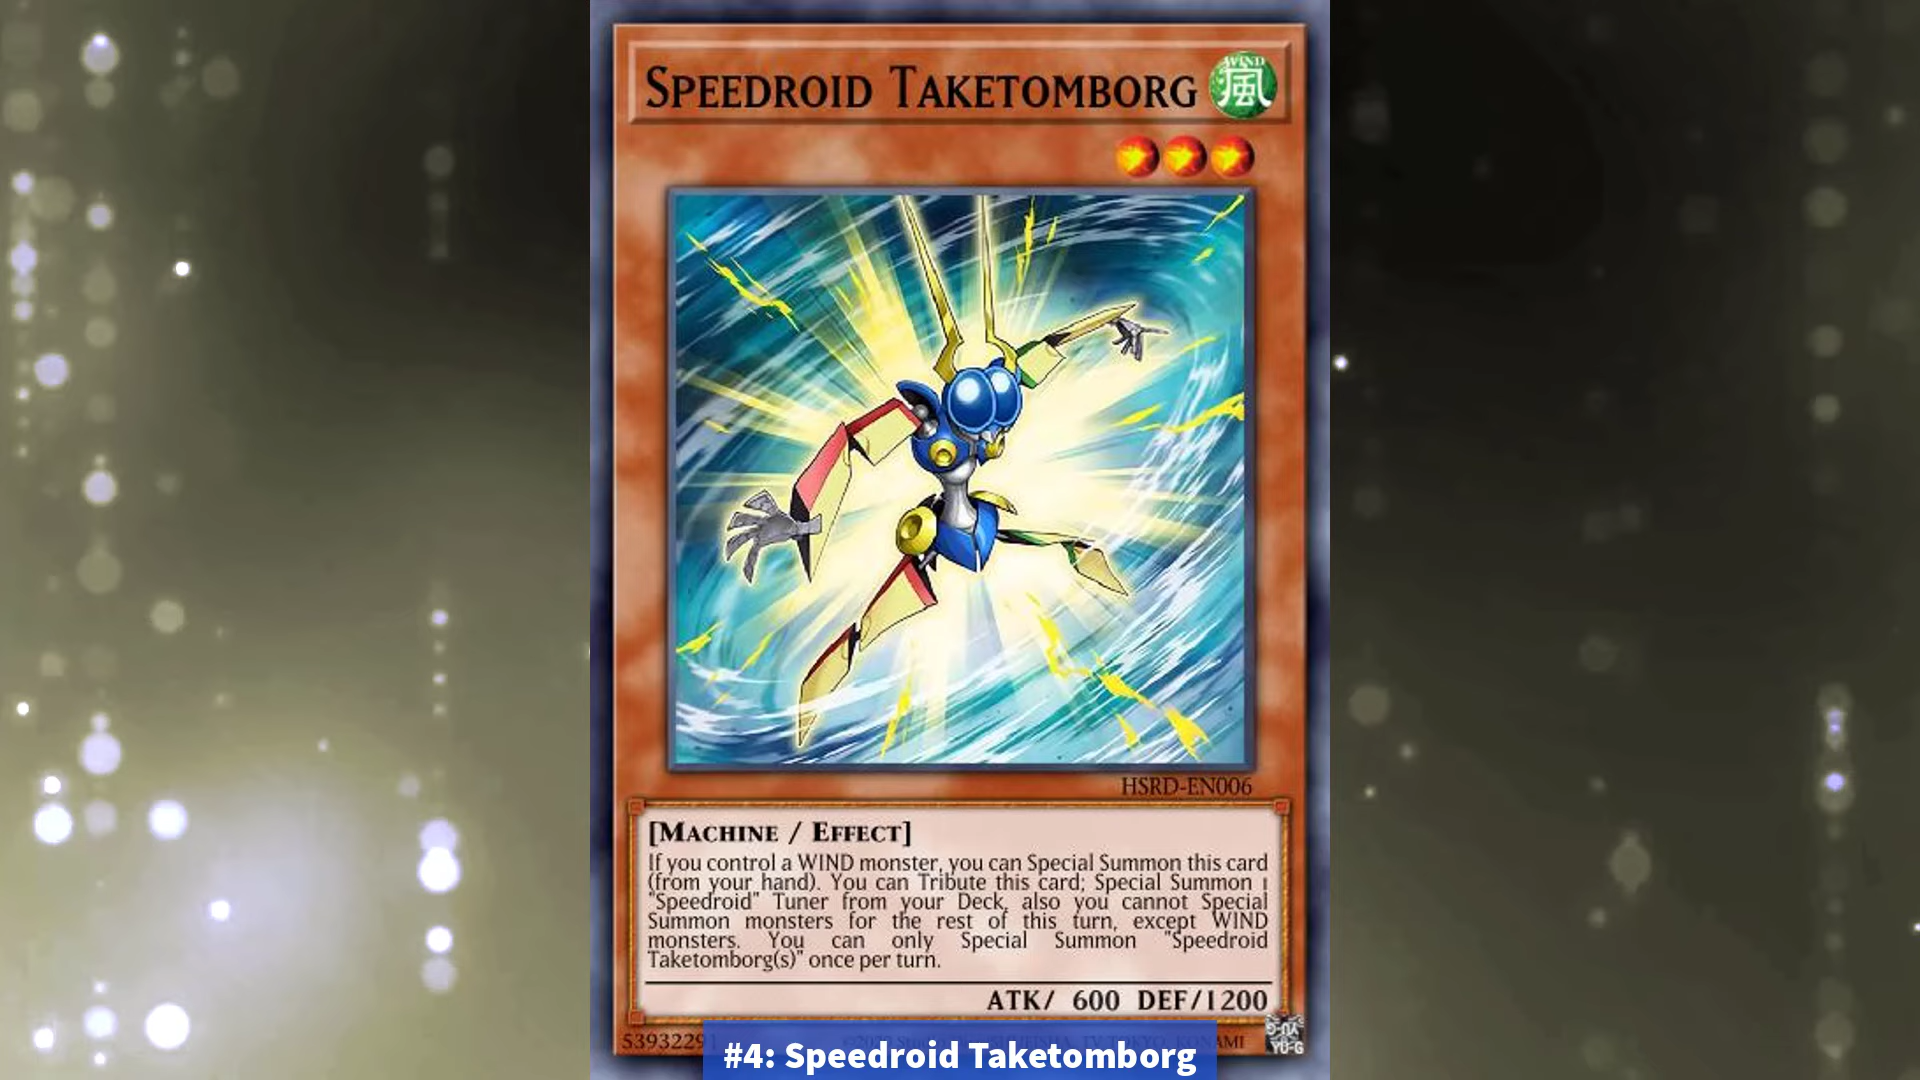 SPEEDROID TAKETOMBORG
WIND
風
HSRD-EN006
[MACHINE / EFFECT]
If you control a WIND monster, you can Special Summon this card
(from your hand). You can Tribute this card; Special Summon 1
"Speedroid" Tuner from your Deck, also you cannot Special
Summon monsters for the rest of this turn, except WIND
monsters. You can only Special Summon "Speedroid
Taketomborg(s)" once per turn.
ATK/ 600 DEF/1200
5393229
KONAMI
#4: Speedroid Taketomborg